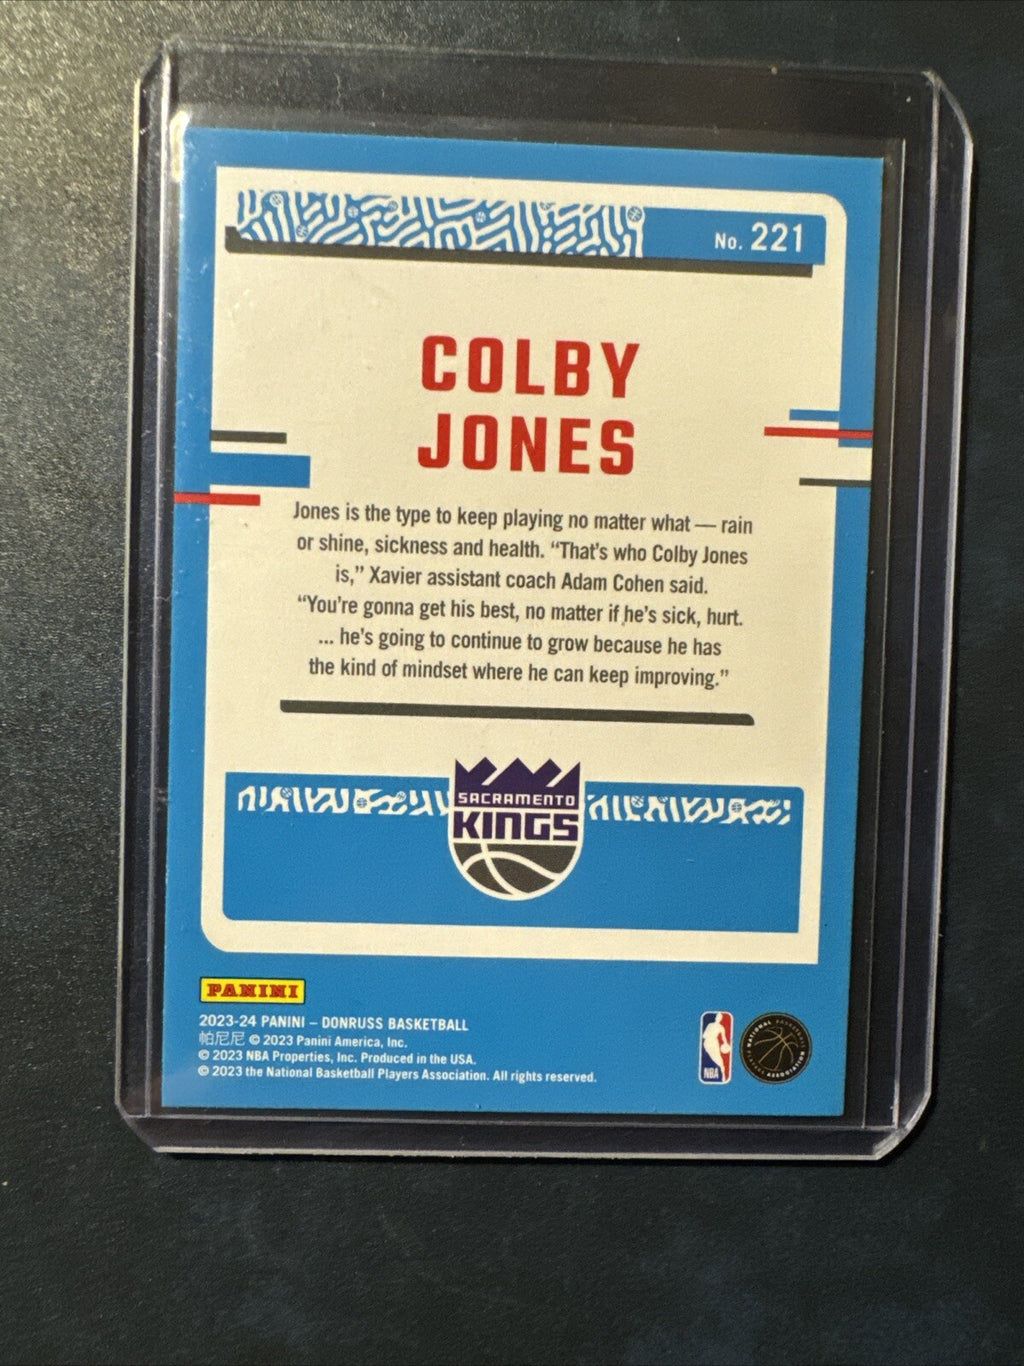 No. 221
COLBY
JONES
Jones is the type to keep playing no matter what — rain
or shine, sickness and health. “That’s who Colby Jones
is,” Xavier assistant coach Adam Cohen said.
“You’re gonna get his best, no matter if he’s sick, hurt.
... he's going to continue to grow because he has
the kind of mindset where he can keep improving.”
SACRAMENTO
KINGS
PANINI
2023-24 PANINI – DONRUSS BASKETBALL
帕尼尼 © 2023 Panini America, Inc.
© 2023 NBA Properties, Inc. Produced in the USA.
© 2023 the National Basketball Players Association. All rights reserved.
NBA
NATIONAL BASKETBALL
PLAYERS ASSOCIATION